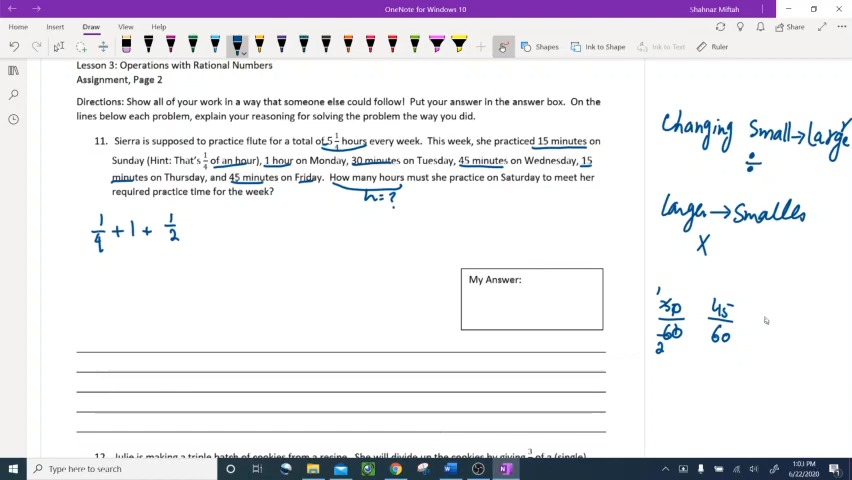 OneNote for Windows 10
Shahnaz Miftah
Home
Insert
Draw
View
Help
Share
Shapes
Ink to Shape
Ink to Text
Ruler
Lesson 3: Operations with Rational Numbers
Assignment, Page 2
Directions: Show all of your work in a way that someone else could follow! Put your answer in the answer box. On the
lines below each problem, explain your reasoning for solving the problem the way you did.
11. Sierra is supposed to practice flute for a total of 5 1/4 hours every week. This week, she practiced 15 minutes on
Sunday (Hint: That's 1/4 of an hour), 1 hour on Monday, 30 minutes on Tuesday, 45 minutes on Wednesday, 15
minutes on Thursday, and 45 minutes on Friday. How many hours must she practice on Saturday to meet her
required practice time for the week?
h=?
1/4 + 1 + 1/2
My Answer:
Changing Small→Large
÷
Larger → Smalles
X
1
30/60
2
45/60
12. Julie is making a triple batch of cookies from a recipe. She will divide up the cookies by giving 3 of a (single)
Type here to search
1:03 PM
6/22/2020